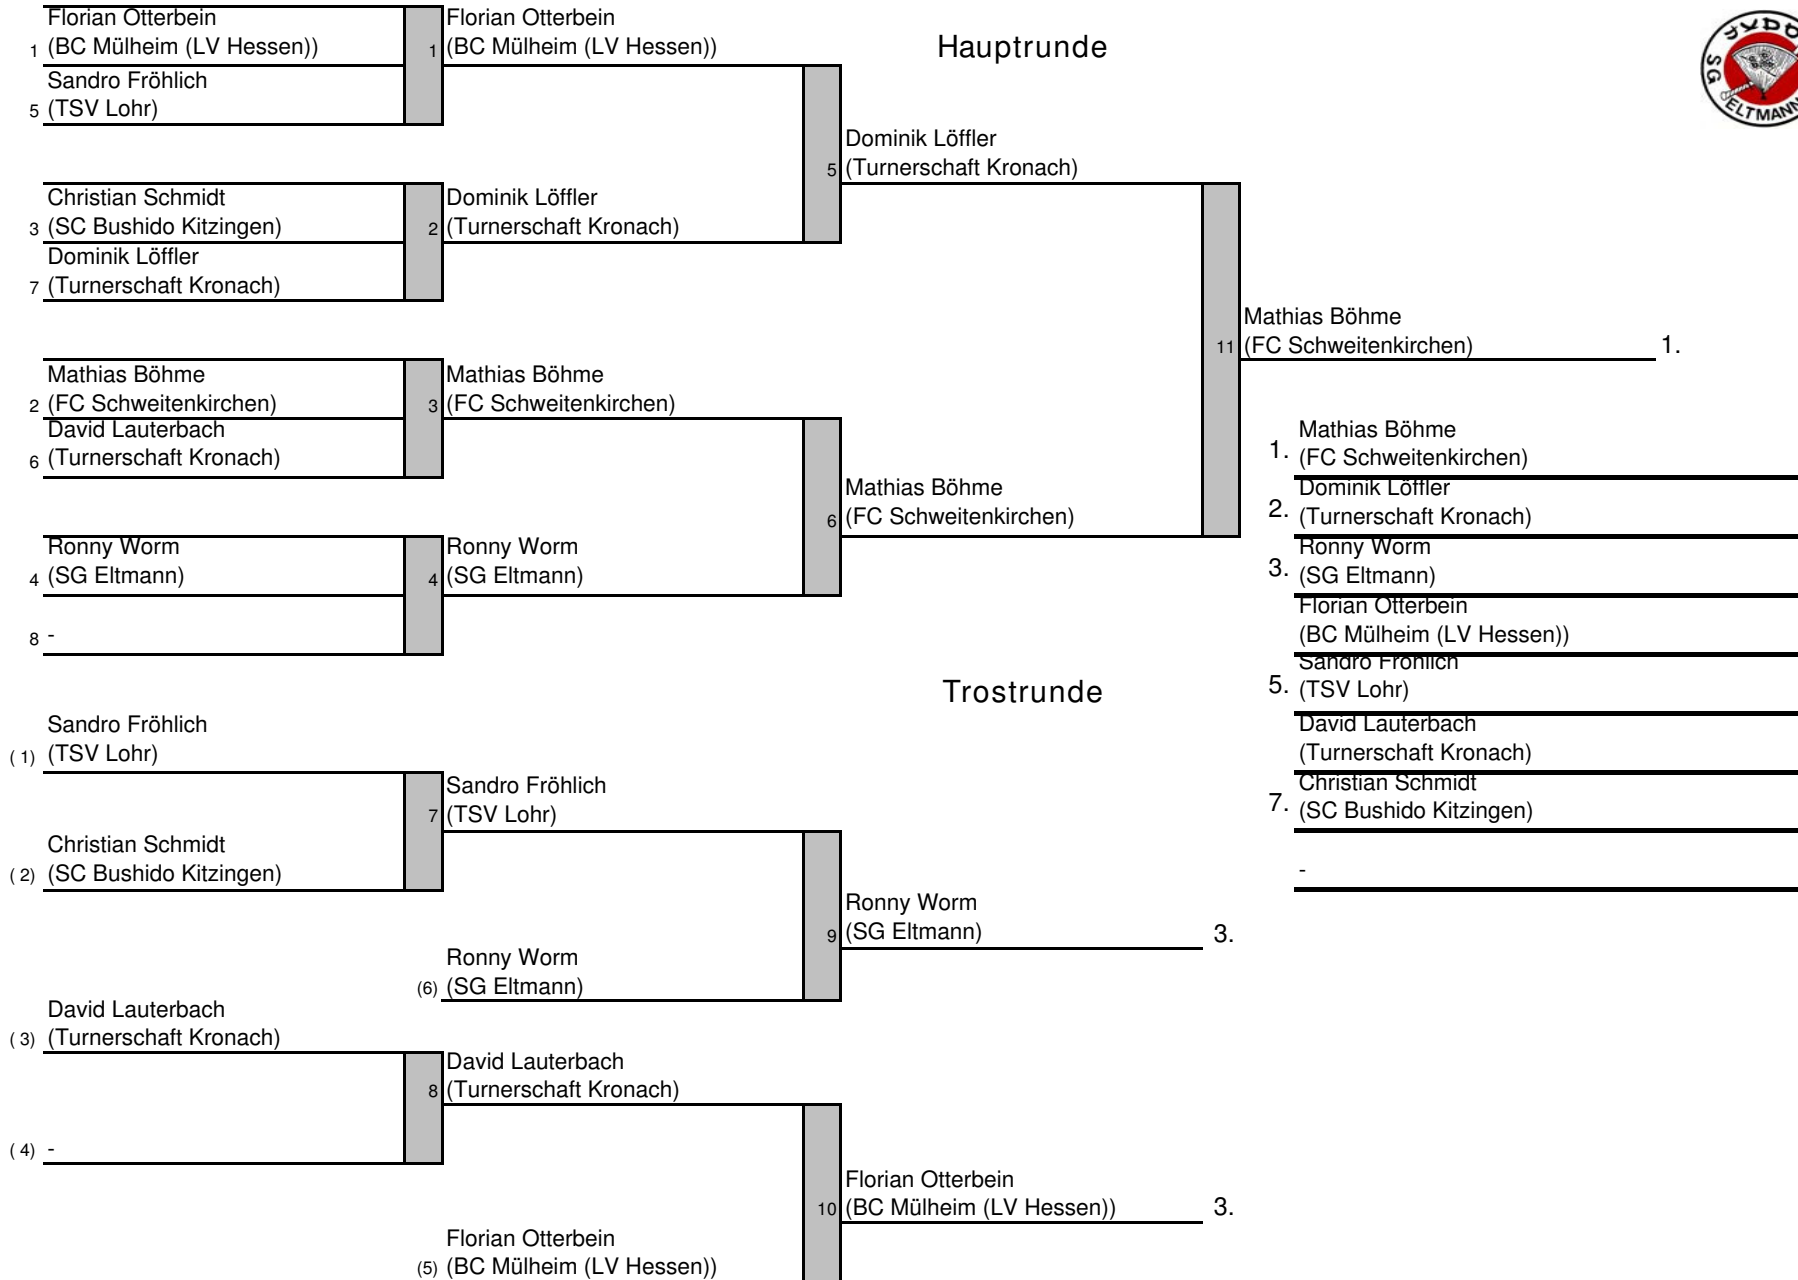 Hauptrunde
Florian Otterbein
1 (BC Mülheim (LV Hessen))
Sandro Fröhlich
5 (TSV Lohr)
Christian Schmidt
3 (SC Bushido Kitzingen)
Dominik Löffler
7 (Turnerschaft Kronach)
Mathias Böhme
2 (FC Schweitenkirchen)
David Lauterbach
6 (Turnerschaft Kronach)
Ronny Worm
4 (SG Eltmann)
8 -
Florian Otterbein
1 (BC Mülheim (LV Hessen))
Dominik Löffler
2 (Turnerschaft Kronach)
Mathias Böhme
3 (FC Schweitenkirchen)
Ronny Worm
4 (SG Eltmann)
Dominik Löffler
5 (Turnerschaft Kronach)
Mathias Böhme
6 (FC Schweitenkirchen)
Mathias Böhme
11 (FC Schweitenkirchen) 1.
SG ELTMANN
Mathias Böhme
1. (FC Schweitenkirchen)
Dominik Löffler
2. (Turnerschaft Kronach)
Ronny Worm
3. (SG Eltmann)
Florian Otterbein
(BC Mülheim (LV Hessen))
Sandro Fröhlich
5. (TSV Lohr)
David Lauterbach
(Turnerschaft Kronach)
Christian Schmidt
7. (SC Bushido Kitzingen)
-
Trostrunde
Sandro Fröhlich
( 1) (TSV Lohr)
Christian Schmidt
( 2) (SC Bushido Kitzingen)
David Lauterbach
( 3) (Turnerschaft Kronach)
( 4) -
Sandro Fröhlich
7 (TSV Lohr)
Ronny Worm
(6) (SG Eltmann)
David Lauterbach
8 (Turnerschaft Kronach)
Florian Otterbein
(5) (BC Mülheim (LV Hessen))
Ronny Worm
9 (SG Eltmann) 3.
Florian Otterbein
10 (BC Mülheim (LV Hessen)) 3.